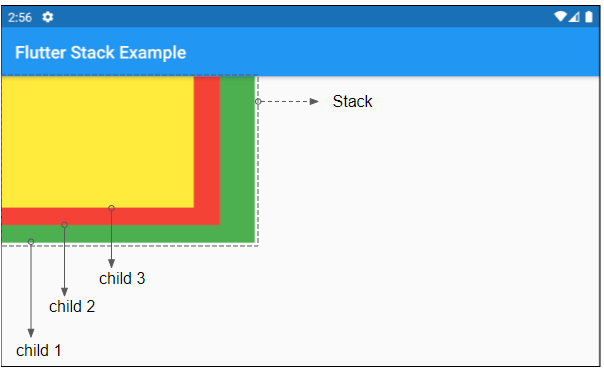 2:56
Flutter Stack Example
Stack
child 3
child 2
child 1